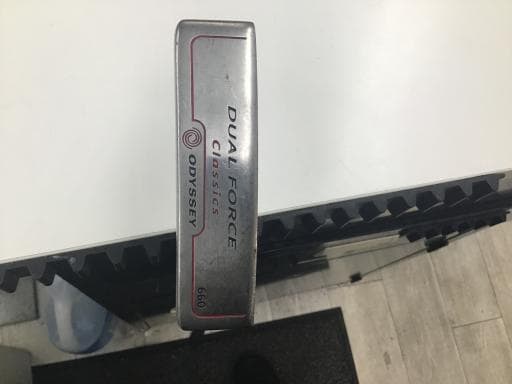 DUAL FORCE
Classics
ODYSSEY
660